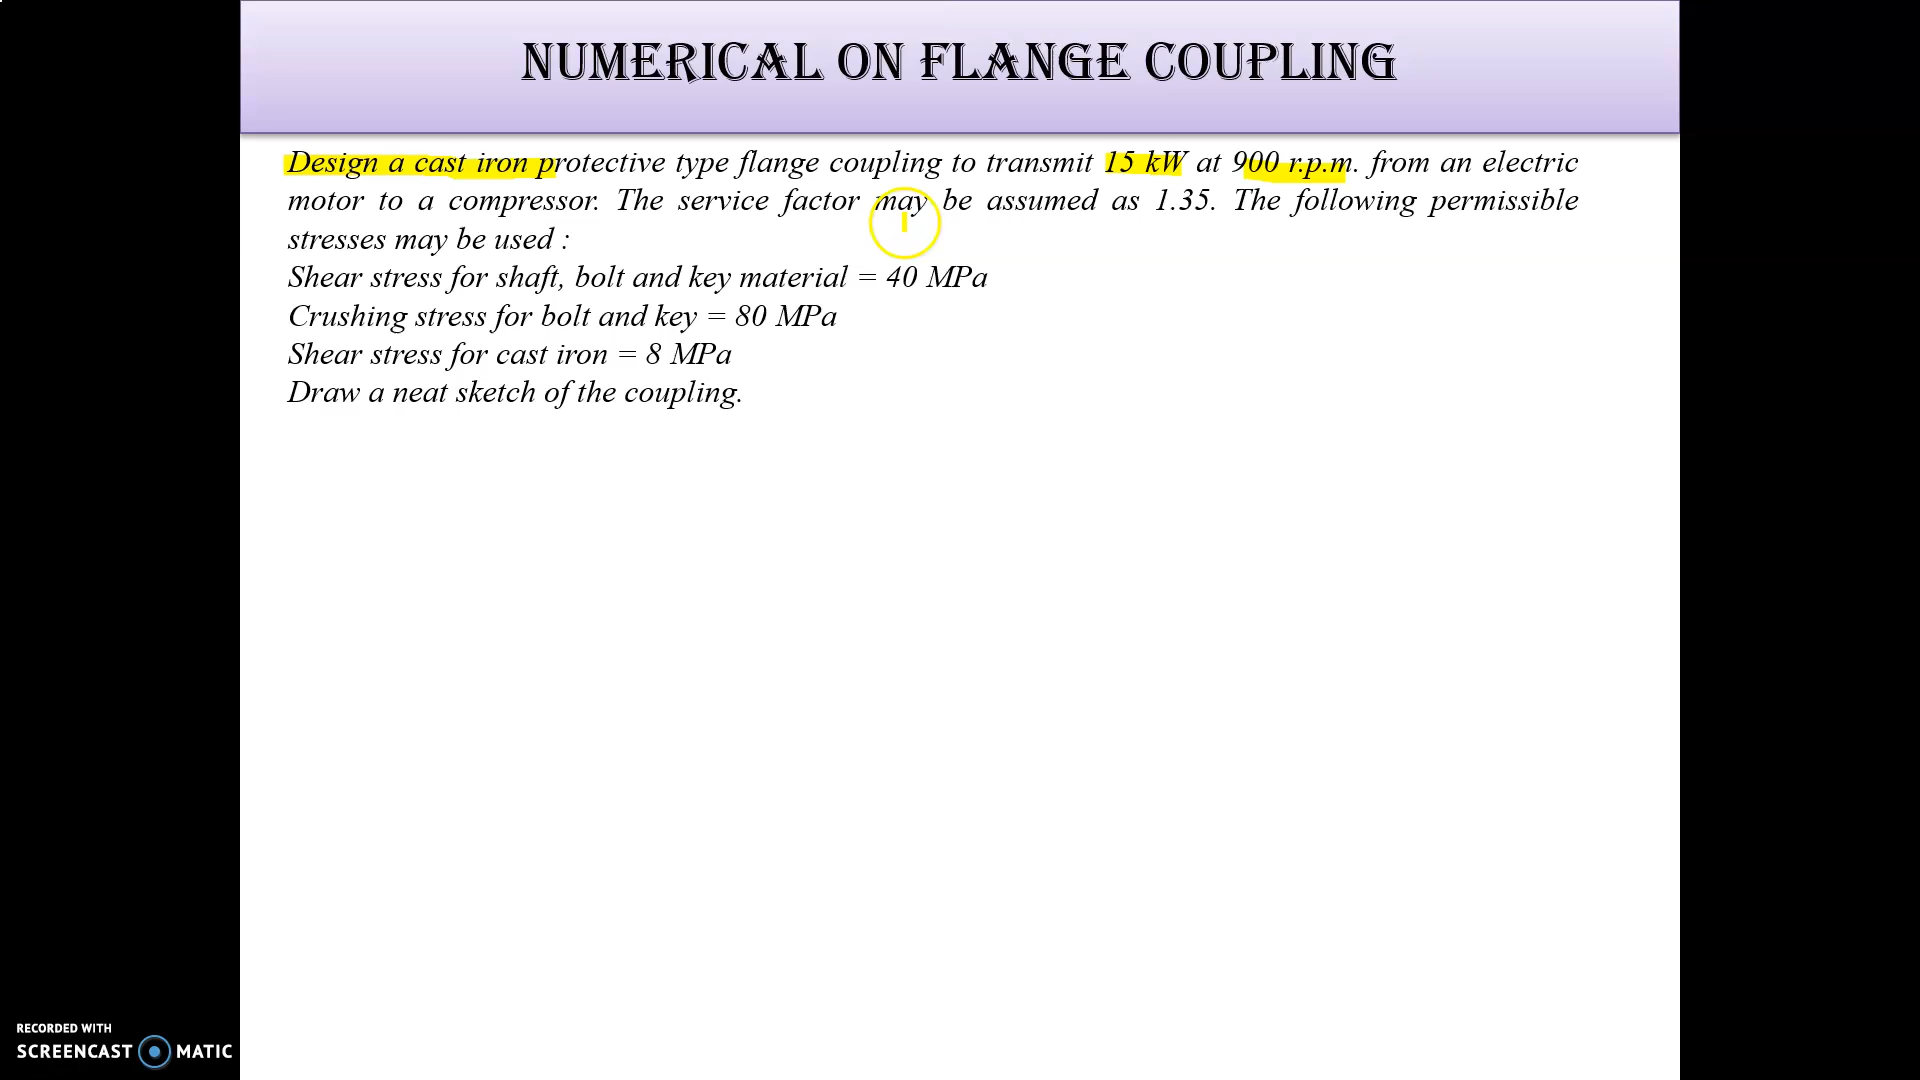 NUMERICAL ON FLANGE COUPLING
Design a cast iron protective type flange coupling to transmit 15 kW at 900 r.p.m. from an electric
motor to a compressor. The service factor may be assumed as 1.35. The following permissible
stresses may be used :
Shear stress for shaft, bolt and key material = 40 MPa
Crushing stress for bolt and key = 80 MPa
Shear stress for cast iron = 8 MPa
Draw a neat sketch of the coupling.
RECORDED WITH
SCREENCAST MATIC